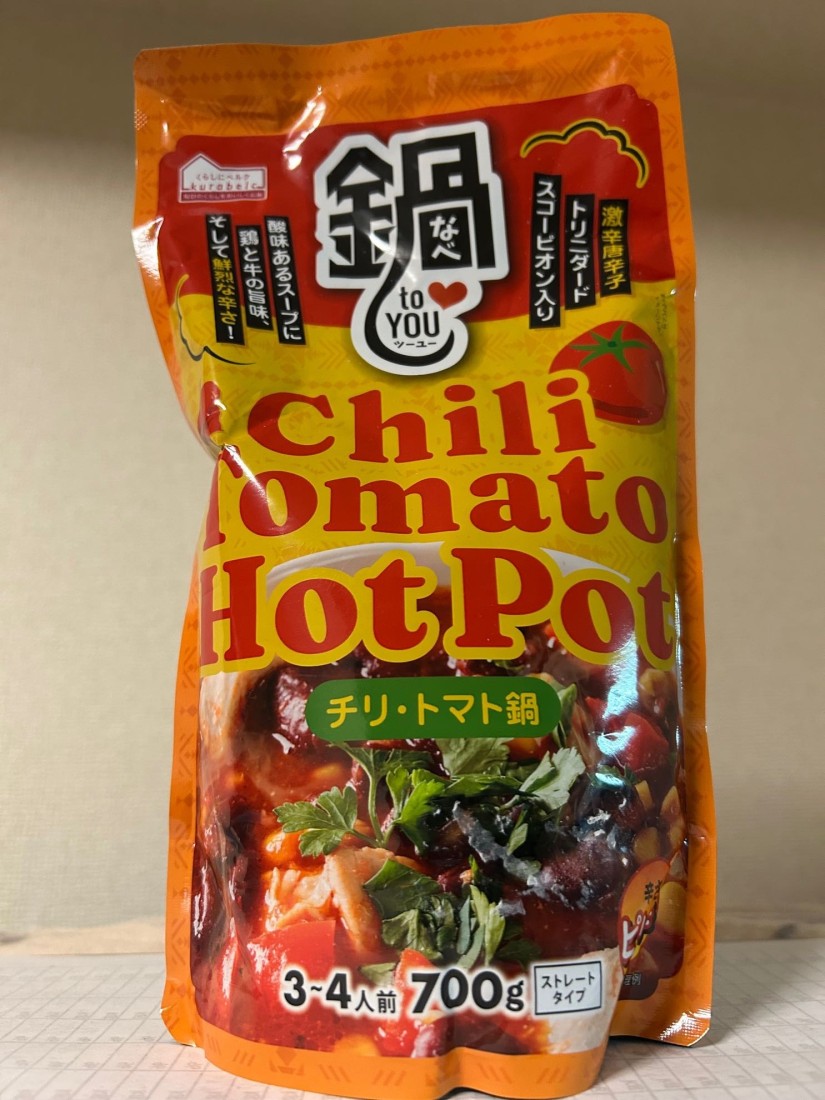 くらしにベルク
kurabelc
鍋
なべ
to
YOU
ツーユー
激辛唐辛子
トリニダード
スコーピオン入り
酸味あるスープに
鶏と牛の旨味、
そして鮮烈な辛さ!
Chili
Tomato
Hot Pot
チリ・トマト鍋
辛さ
3~4人前 700g
ストレート
タイプ